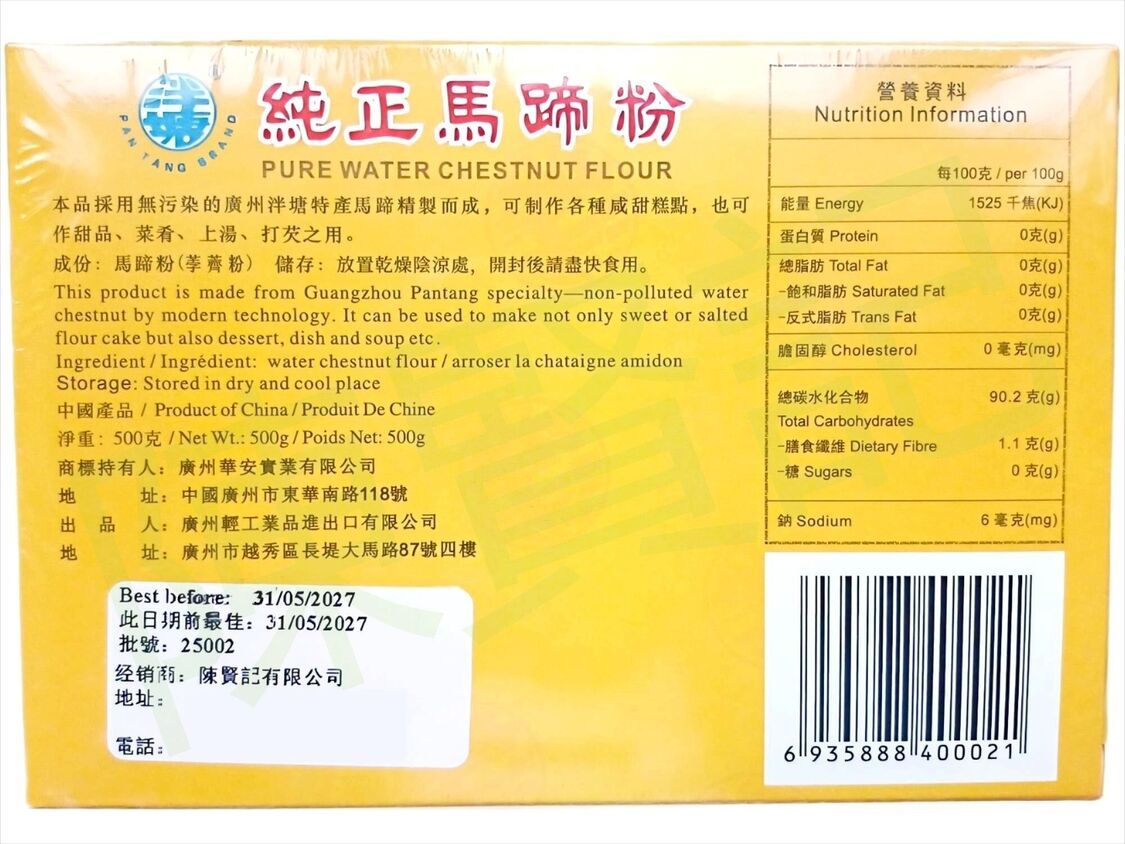 PAN TANG BRAND
®
純正馬蹄粉
PURE WATER CHESTNUT FLOUR
本品採用無污染的廣州泮塘特產馬蹄精製而成，可制作各種咸甜糕點，也可
作甜品、菜肴、上湯、打芡之用。
成份：馬蹄粉(荸薺粉) 儲存：放置乾燥陰涼處，開封後請盡快食用。
This product is made from Guangzhou Pantang specialty—non-polluted water
chestnut by modern technology. It can be used to make not only sweet or salted
flour cake but also dessert, dish and soup etc.
Ingredient / Ingrédient: water chestnut flour / arroser la chataigne amidon
Storage: Stored in dry and cool place
中國產品 / Product of China / Produit De Chine
淨重: 500克 / Net Wt.: 500g / Poids Net: 500g
商標持有人：廣州華安實業有限公司
地 址：中國廣州市東華南路118號
出 品 人：廣州輕工業品進出口有限公司
地 址：廣州市越秀區長堤大馬路87號四樓
Best before: 31/05/2027
此日期前最佳：31/05/2027
批號：25002
经销商：陳賢記有限公司
地址：
電話：
營養資料
Nutrition Information
每100克 / per 100g
能量 Energy 1525 千焦(KJ)
蛋白質 Protein 0克(g)
總脂肪 Total Fat 0克(g)
-飽和脂肪 Saturated Fat 0克(g)
-反式脂肪 Trans Fat 0克(g)
膽固醇 Cholesterol 0 毫克(mg)
總碳水化合物 90.2 克(g)
Total Carbohydrates
-膳食纖維 Dietary Fibre 1.1 克(g)
-糖 Sugars 0 克(g)
鈉 Sodium 6 毫克(mg)
6 935888 400021